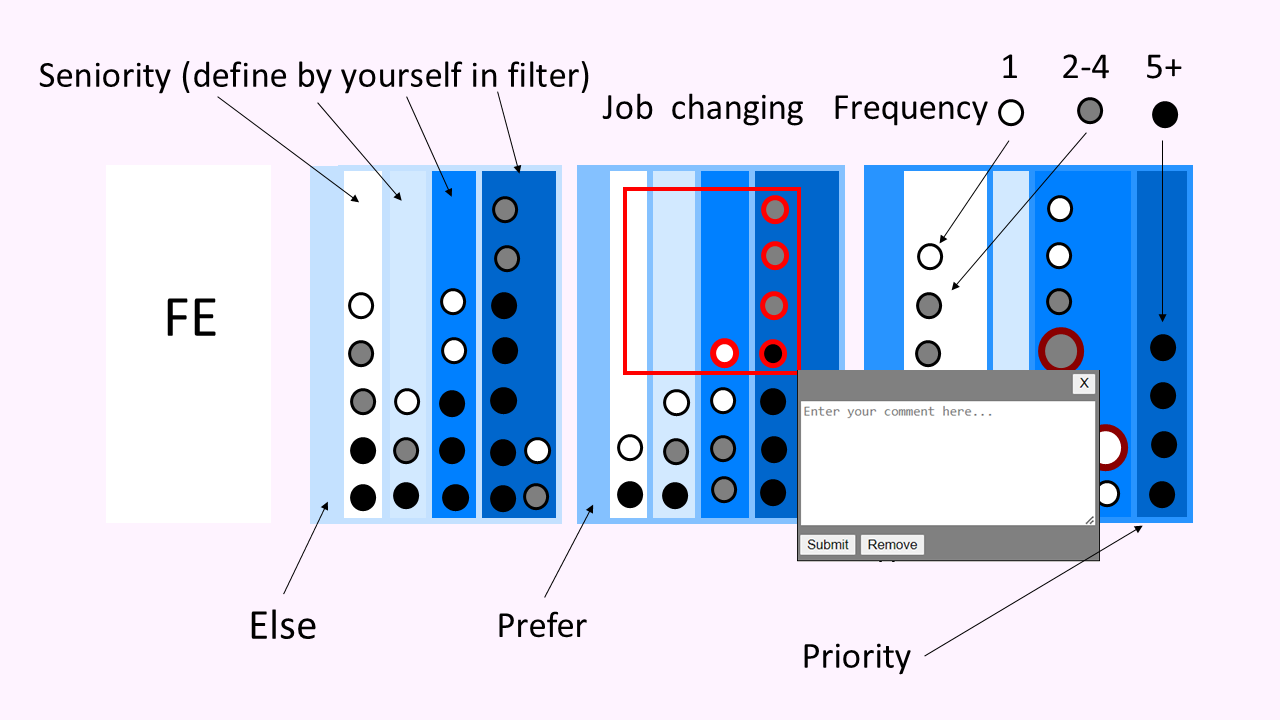 Seniority (define by yourself in filter)
1 2-4 5+
Job changing Frequency
FE
X
Enter your comment here...
Submit Remove
Else
Prefer
Priority